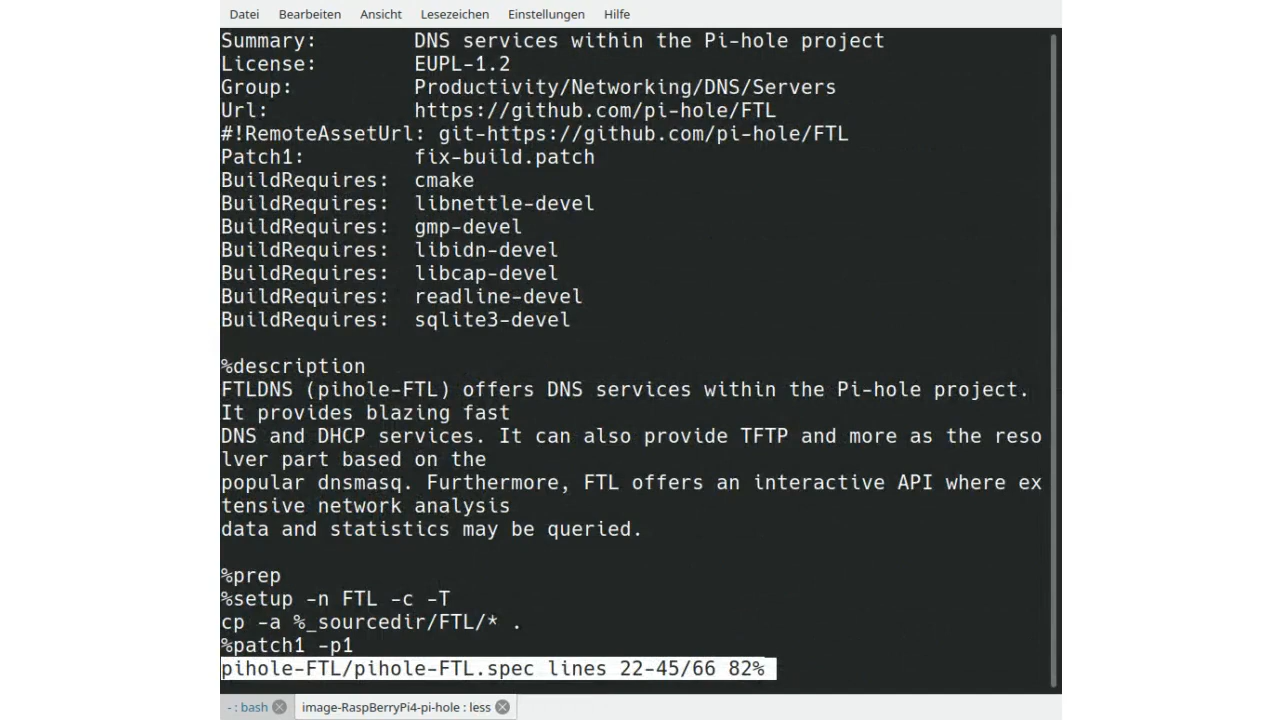 Datei Bearbeiten Ansicht Lesezeichen Einstellungen Hilfe
Summary: DNS services within the Pi-hole project
License: EUPL-1.2
Group: Productivity/Networking/DNS/Servers
Url: https://github.com/pi-hole/FTL
#!RemoteAssetUrl: git-https://github.com/pi-hole/FTL
Patch1: fix-build.patch
BuildRequires: cmake
BuildRequires: libnettle-devel
BuildRequires: gmp-devel
BuildRequires: libidn-devel
BuildRequires: libcap-devel
BuildRequires: readline-devel
BuildRequires: sqlite3-devel
%description
FTLDNS (pihole-FTL) offers DNS services within the Pi-hole project.
It provides blazing fast
DNS and DHCP services. It can also provide TFTP and more as the reso
lver part based on the
popular dnsmasq. Furthermore, FTL offers an interactive API where ex
tensive network analysis
data and statistics may be queried.
%prep
%setup -n FTL -c -T
cp -a %_sourcedir/FTL/* .
%patch1 -p1
pihole-FTL/pihole-FTL.spec lines 22-45/66 82%
- : bash image-RaspBerryPi4-pi-hole : less